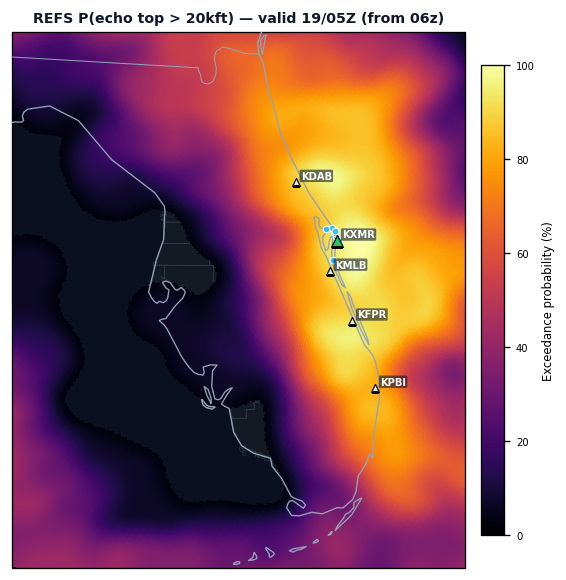 REFS P(echo top > 20kft) — valid 19/05Z (from 06z)
KDAB
KXMR
KMLB
KFPR
KPBI
100
80
60
40
20
0
Exceedance probability (%)